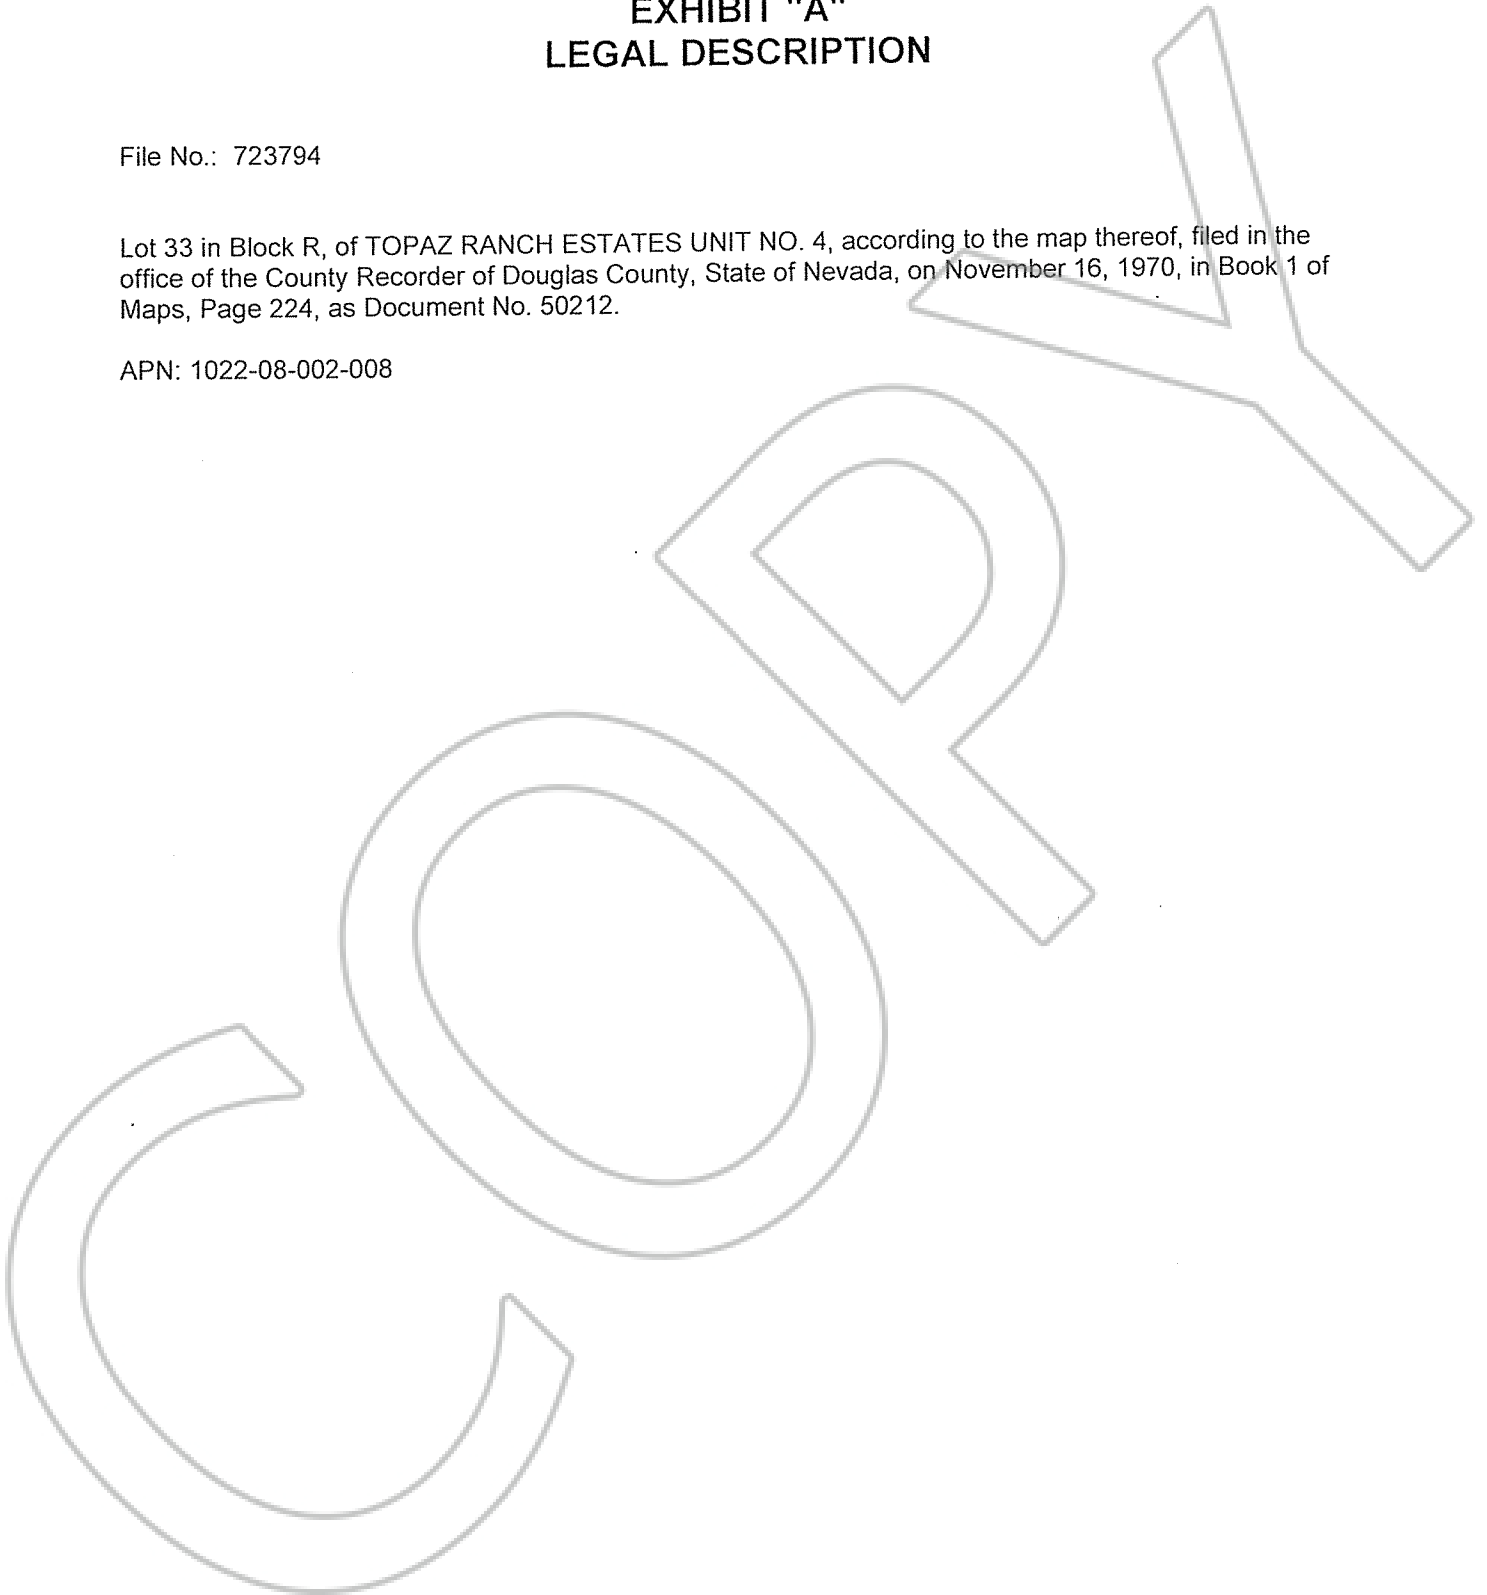 EXHIBIT "A"
LEGAL DESCRIPTION
File No.: 723794
Lot 33 in Block R, of TOPAZ RANCH ESTATES UNIT NO. 4, according to the map thereof, filed in the
office of the County Recorder of Douglas County, State of Nevada, on November 16, 1970, in Book 1 of
Maps, Page 224, as Document No. 50212.
APN: 1022-08-002-008
COPY